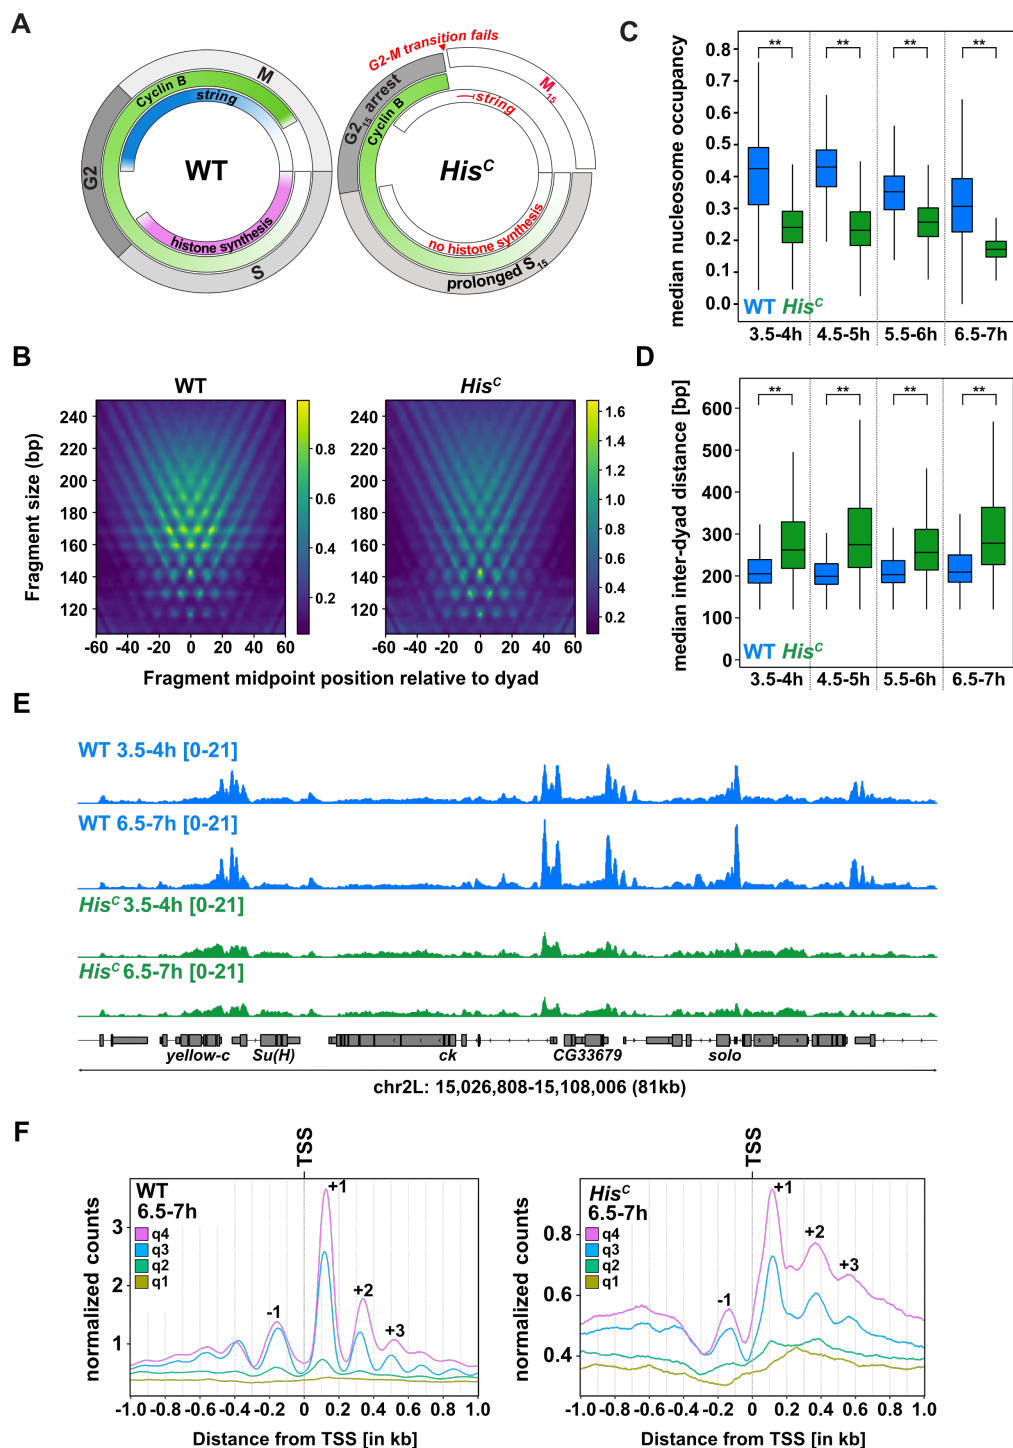 A
WT
M
Cyclin B
string
G2
histone synthesis
S
G2-M transition fails
HisC
G2₁₅ arrest
Cyclin B
string
M₁₅
no histone synthesis
prolonged S₁₅
B
WT
HisC
Fragment size (bp)
240
220
200
180
160
140
120
-60 -40 -20 0 20 40 60
0.8
0.6
0.4
0.2
240
220
200
180
160
140
120
-60 -40 -20 0 20 40 60
1.6
1.4
1.2
1.0
0.8
0.6
0.4
0.2
Fragment midpoint position relative to dyad
C
median nucleosome occupancy
0.8
0.7
0.6
0.5
0.4
0.3
0.2
0.1
0.0
** ** ** **
WT HisC
3.5-4h 4.5-5h 5.5-6h 6.5-7h
D
median inter-dyad distance [bp]
600
500
400
300
200
100
0
** ** ** **
WT HisC
3.5-4h 4.5-5h 5.5-6h 6.5-7h
E
WT 3.5-4h [0-21]
WT 6.5-7h [0-21]
HisC 3.5-4h [0-21]
HisC 6.5-7h [0-21]
yellow-c Su(H) ck CG33679 solo
chr2L: 15,026,808-15,108,006 (81kb)
F
TSS
WT
6.5-7h
q4
q3
q2
q1
-1
+1
+2
+3
normalized counts
3
2
1
-1.0 -0.8 -0.6 -0.4 -0.2 0 0.2 0.4 0.6 0.8 1.0
Distance from TSS [in kb]
TSS
HisC
6.5-7h
q4
q3
q2
q1
-1
+1
+2
+3
normalized counts
0.8
0.6
0.4
-1.0 -0.8 -0.6 -0.4 -0.2 0 0.2 0.4 0.6 0.8 1.0
Distance from TSS [in kb]